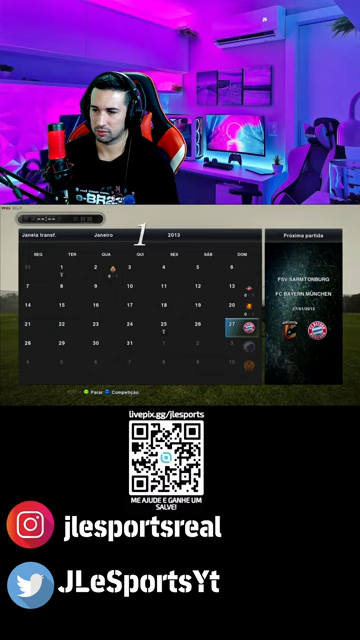 Janela transf.
Janeiro
1
2013
Próxima partida
SEG TER QUA QUI SEX SAB DOM
31 1 2 3 4 5 6
T
7 8 9 10 11 12 13
14 15 16 17 18 19 20
21 22 23 24 25 26 27
T
28 29 30 31 1 2 3
4 5 6 7 8 9 10
FSV SARMTONBURG
FC BAYERN MÜNCHEN
27/01/2013
Parar Competição
livepix.gg/jlesports
ME AJUDE E GANHE UM
SALVE!
jlesportsreal
JLeSportsYt